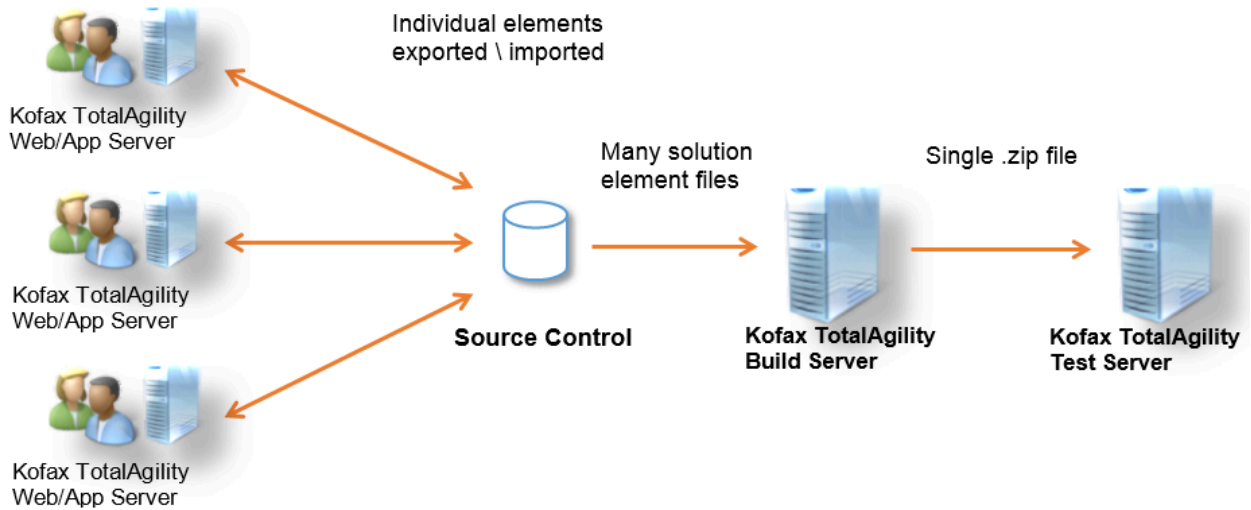 Individual elements
exported \ imported
Kofax TotalAgility
Web/App Server
Many solution
element files
Single .zip file
Kofax TotalAgility
Web/App Server
Source Control
Kofax TotalAgility
Build Server
Kofax TotalAgility
Test Server
Kofax TotalAgility
Web/App Server